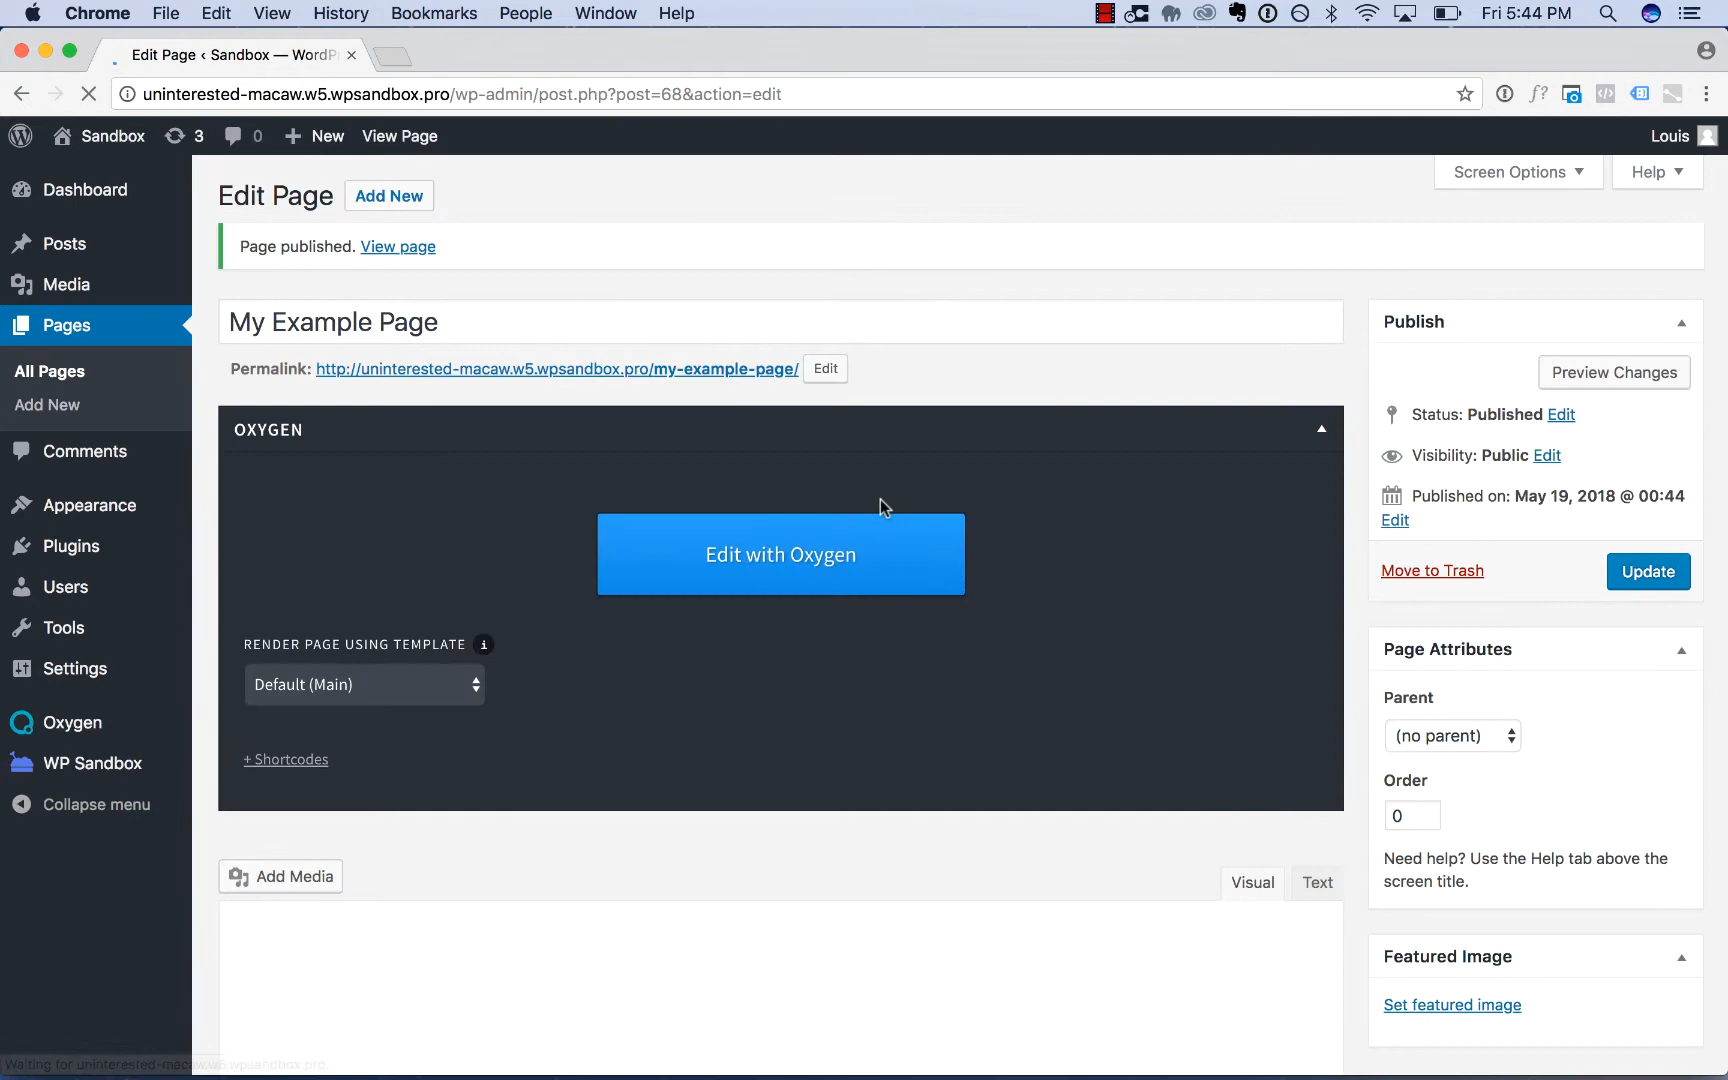 Chrome File Edit View History Bookmarks People Window Help Fri 5:44 PM
Edit Page ‹ Sandbox — WordP
uninterested-macaw.w5.wpsandbox.pro/wp-admin/post.php?post=68&action=edit
Sandbox 3 0 New View Page Louis
Dashboard
Posts
Media
Pages
All Pages
Add New
Comments
Appearance
Plugins
Users
Tools
Settings
Oxygen
WP Sandbox
Collapse menu
Screen Options Help
Edit Page Add New
Page published. View page
My Example Page
Permalink: http://uninterested-macaw.w5.wpsandbox.pro/my-example-page/ Edit
OXYGEN
Edit with Oxygen
RENDER PAGE USING TEMPLATE i
Default (Main)
+ Shortcodes
Add Media
Visual Text
Publish
Preview Changes
Status: Published Edit
Visibility: Public Edit
Published on: May 19, 2018 @ 00:44
Edit
Move to Trash Update
Page Attributes
Parent
(no parent)
Order
0
Need help? Use the Help tab above the
screen title.
Featured Image
Set featured image
Waiting for uninterested-macaw.w5.wpsandbox.pro...